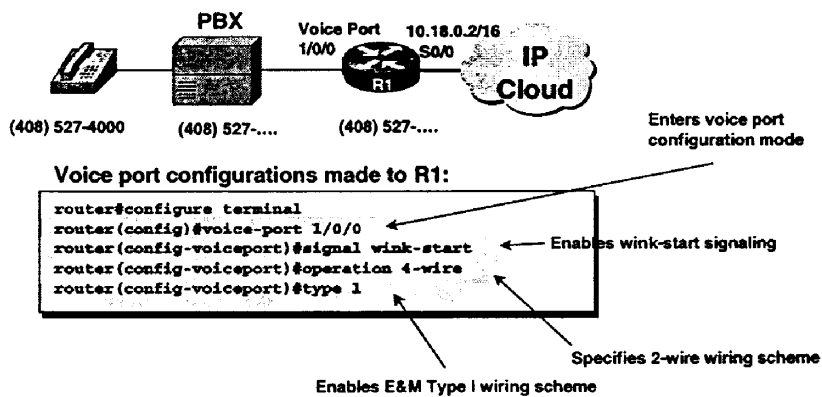 PBX
Voice Port
1/0/0
10.18.0.2/16
S0/0
R1
IP
Cloud
(408) 527-4000
(408) 527-....
(408) 527-....
Enters voice port
configuration mode
Voice port configurations made to R1:
router#configure terminal
router(config)#voice-port 1/0/0
router(config-voiceport)#signal wink-start
Enables wink-start signaling
router(config-voiceport)#operation 4-wire
router(config-voiceport)#type 1
Specifies 2-wire wiring scheme
Enables E&M Type I wiring scheme